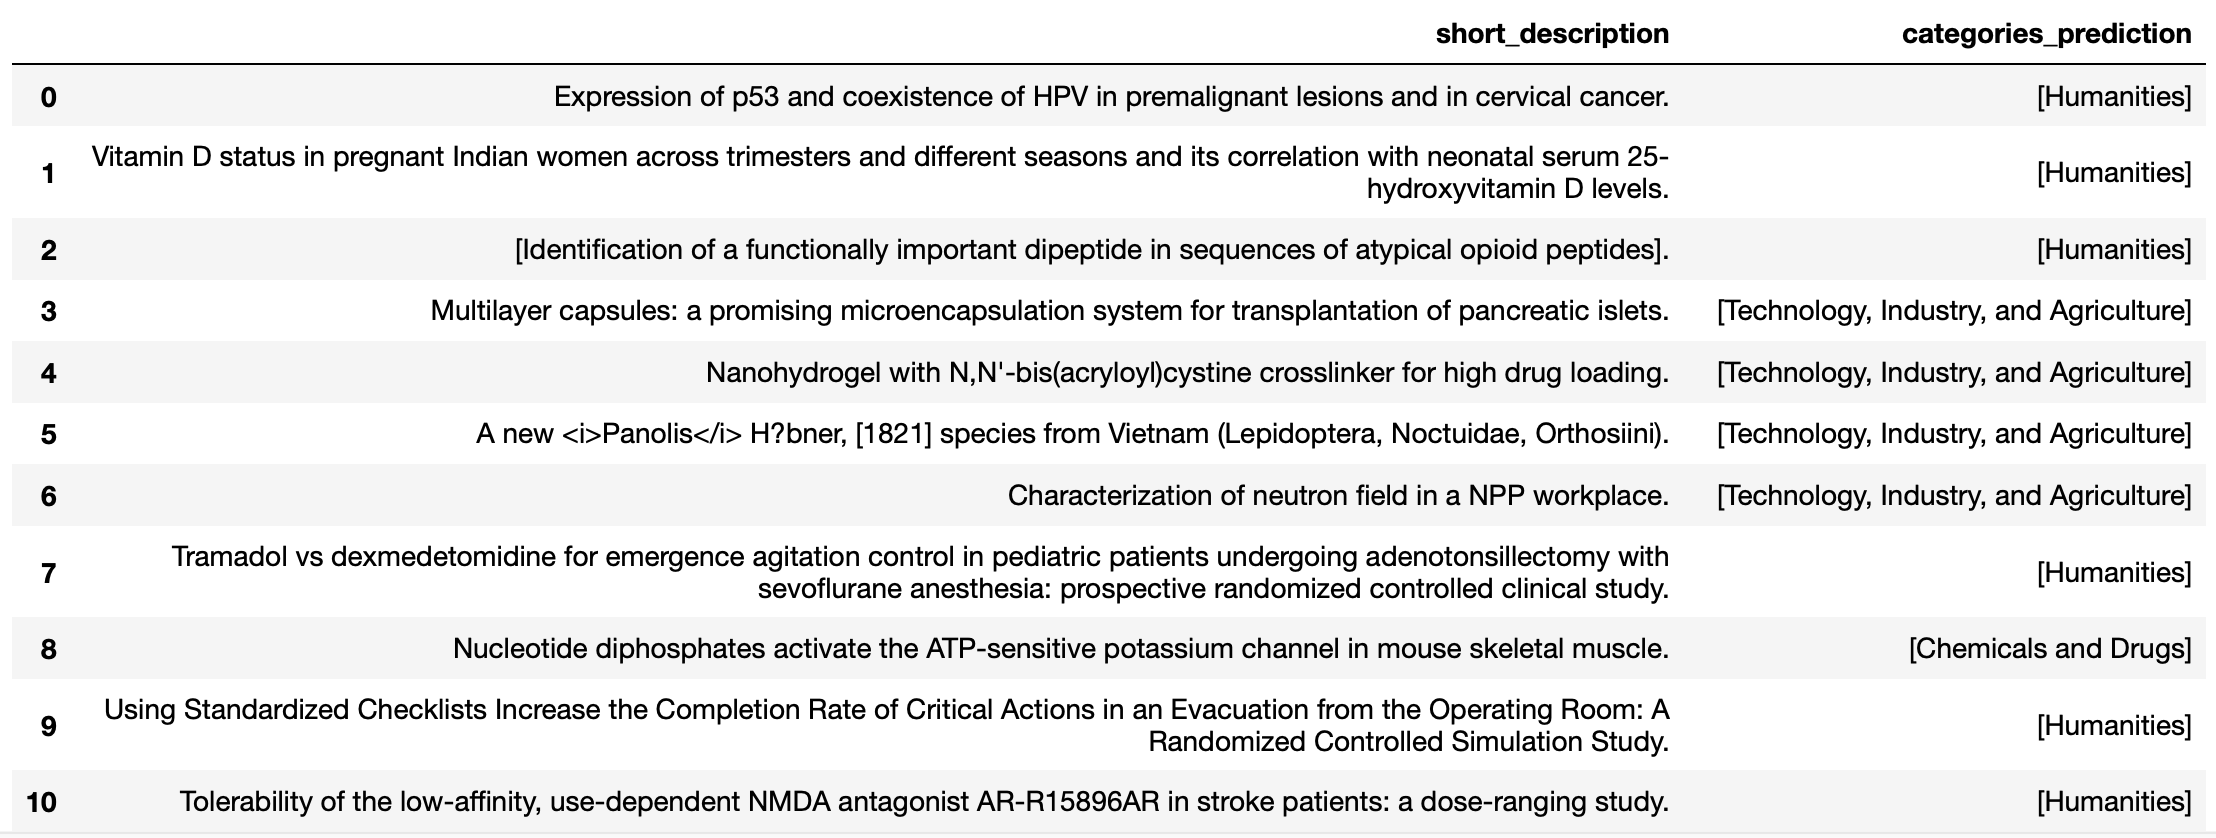 short_description categories_prediction
0 Expression of p53 and coexistence of HPV in premalignant lesions and in cervical cancer. [Humanities]
1 Vitamin D status in pregnant Indian women across trimesters and different seasons and its correlation with neonatal serum 25-
hydroxyvitamin D levels. [Humanities]
2 [Identification of a functionally important dipeptide in sequences of atypical opioid peptides]. [Humanities]
3 Multilayer capsules: a promising microencapsulation system for transplantation of pancreatic islets. [Technology, Industry, and Agriculture]
4 Nanohydrogel with N,N'-bis(acryloyl)cystine crosslinker for high drug loading. [Technology, Industry, and Agriculture]
5 A new <i>Panolis</i> H?bner, [1821] species from Vietnam (Lepidoptera, Noctuidae, Orthosiini). [Technology, Industry, and Agriculture]
6 Characterization of neutron field in a NPP workplace. [Technology, Industry, and Agriculture]
7 Tramadol vs dexmedetomidine for emergence agitation control in pediatric patients undergoing adenotonsillectomy with
sevoflurane anesthesia: prospective randomized controlled clinical study. [Humanities]
8 Nucleotide diphosphates activate the ATP-sensitive potassium channel in mouse skeletal muscle. [Chemicals and Drugs]
9 Using Standardized Checklists Increase the Completion Rate of Critical Actions in an Evacuation from the Operating Room: A
Randomized Controlled Simulation Study. [Humanities]
10 Tolerability of the low-affinity, use-dependent NMDA antagonist AR-R15896AR in stroke patients: a dose-ranging study. [Humanities]